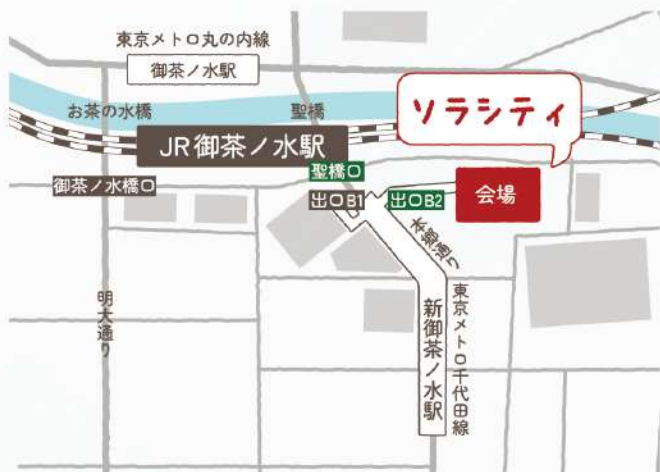 東京メトロ丸の内線
御茶ノ水駅
お茶の水橋
聖橋
ソラシティ
JR御茶ノ水駅
聖橋口
御茶ノ水橋口
出口B1
出口B2
会場
本郷通り
明大通り
新御茶ノ水駅
東京メトロ千代田線